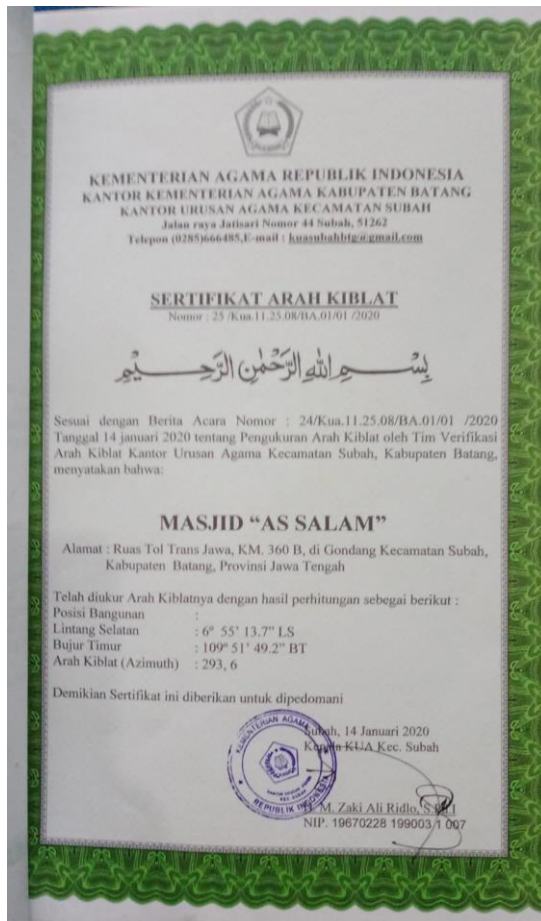 KEMENTERIAN AGAMA REPUBLIK INDONESIA
KANTOR KEMENTERIAN AGAMA KABUPATEN BATANG
KANTOR URUSAN AGAMA KECAMATAN SUBAH
Jalan raya Jatisari Nomor 44 Subah, 51262
Telepon (0285)666485,E-mail : kuasubahbtg@gmail.com
SERTIFIKAT ARAH KIBLAT
Nomor : 25 /Kua.11.25.08/BA.01/01 /2020
بِسْمِ اللهِ الرَّحْمٰنِ الرَّحِيْمِ
Sesuai dengan Berita Acara Nomor : 24/Kua.11.25.08/BA.01/01 /2020
Tanggal 14 januari 2020 tentang Pengukuran Arah Kiblat oleh Tim Verifikasi
Arah Kiblat Kantor Urusan Agama Kecamatan Subah, Kabupaten Batang,
menyatakan bahwa:
MASJID “AS SALAM”
Alamat : Ruas Tol Trans Jawa, KM. 360 B, di Gondang Kecamatan Subah,
Kabupaten Batang, Provinsi Jawa Tengah
Telah diukur Arah Kiblatnya dengan hasil perhitungan sebegai berikut :
Posisi Bangunan :
Lintang Selatan : 6º 55’ 13.7” LS
Bujur Timur : 109º 51’ 49.2” BT
Arah Kiblat (Azimuth) : 293, 6
Demikian Sertifikat ini diberikan untuk dipedomani
Subah, 14 Januari 2020
Kepala KUA Kec. Subah
KEMENTERIAN AGAMA
REPUBLIK INDONESIA
M. Zaki Ali Ridlo,
NIP. 19670228 199003 1 007